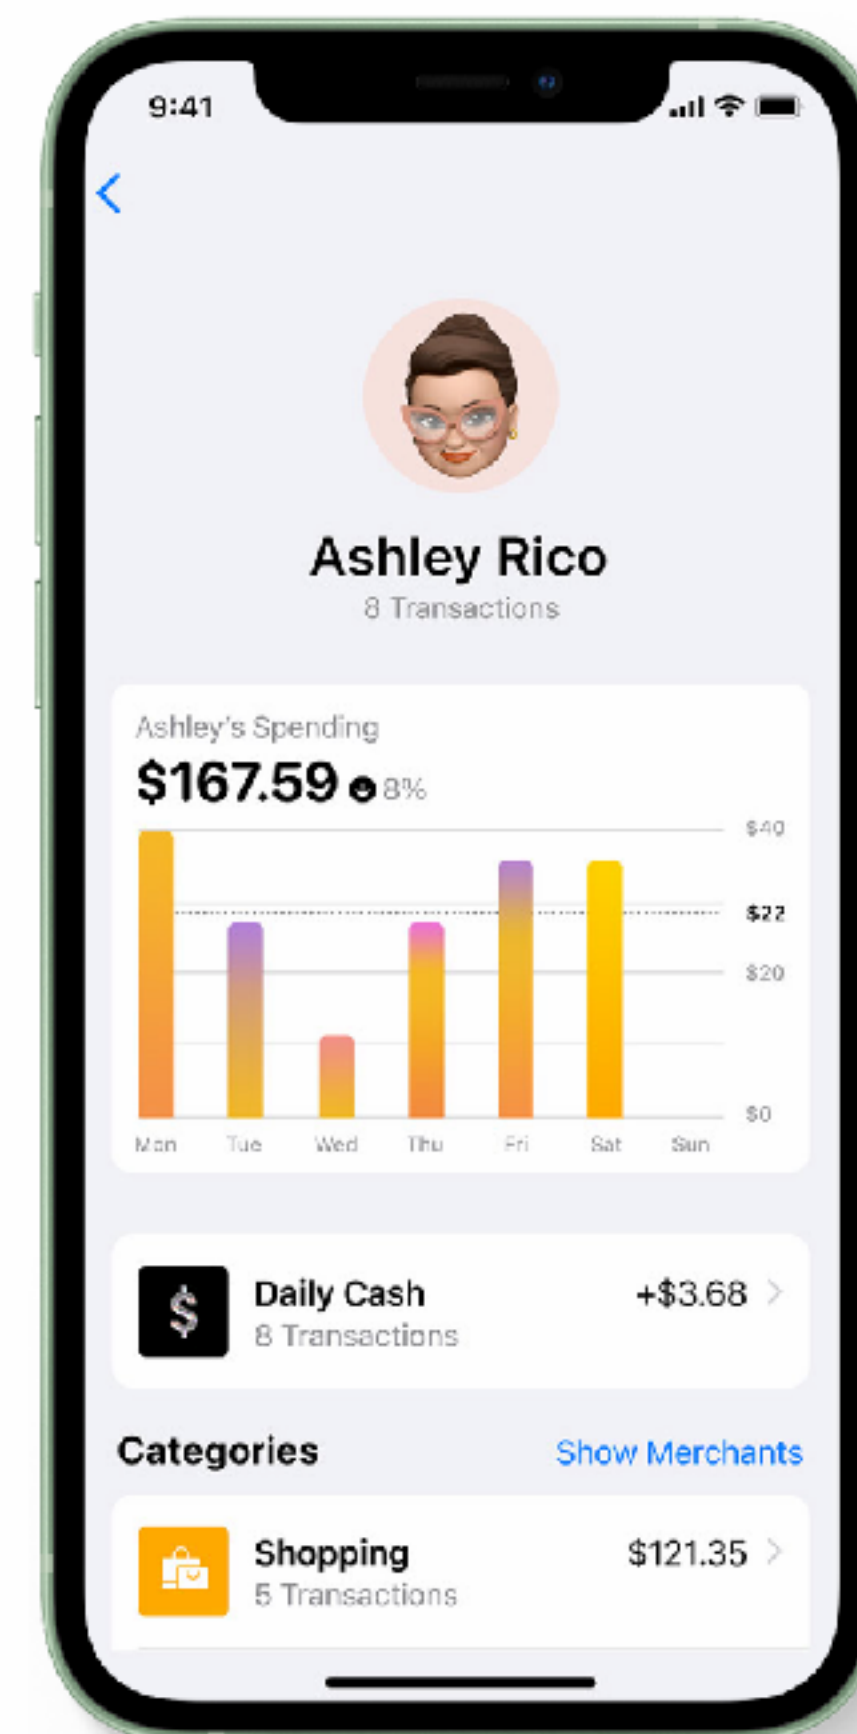 9:41
Ashley Rico
8 Transactions
Ashley's Spending
$167.59 8%
$40
$22
$20
$0
Mon Tue Wed Thu Fri Sat Sun
Daily Cash +$3.68
8 Transactions
Categories Show Merchants
Shopping $121.35
5 Transactions